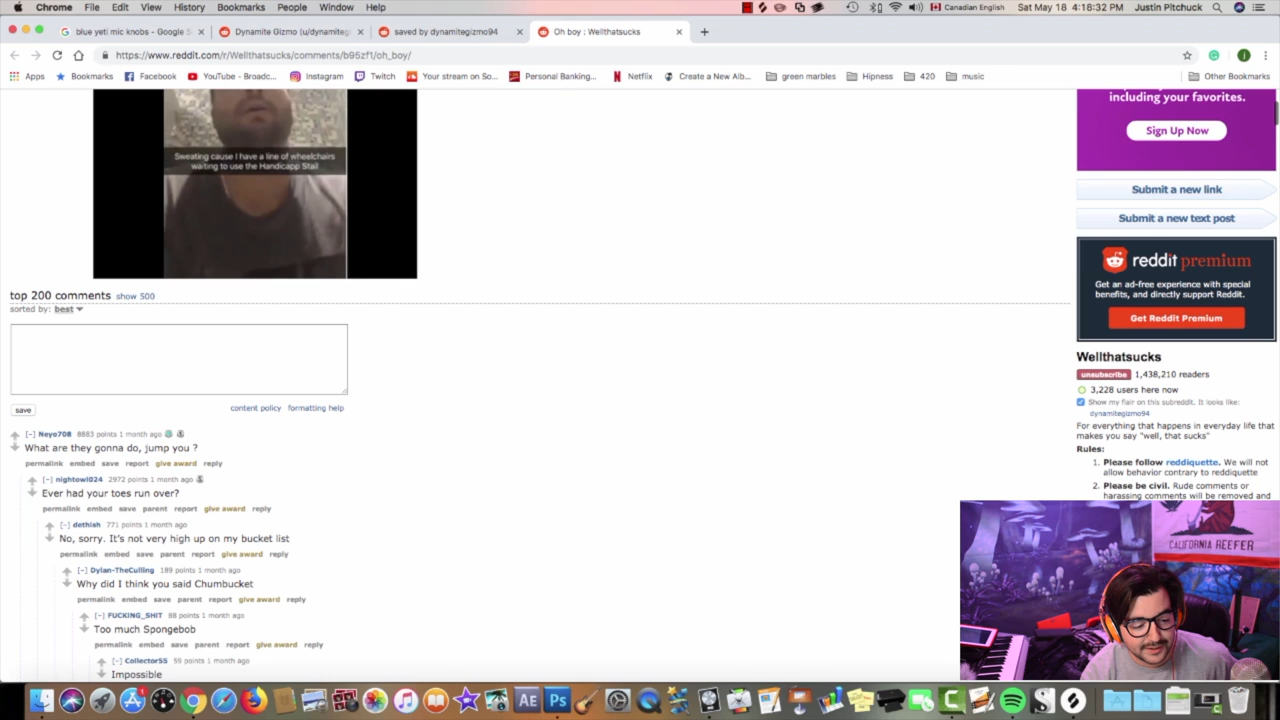 Chrome File Edit View History Bookmarks People Window Help Canadian English Sat May 18 4:18:32 PM Justin Pitchuck
blue yeti mic knobs - Google S Dynamite Gizmo (u/dynamiteg saved by dynamitegizmo94 Oh boy : Wellthatsucks
https://www.reddit.com/r/Wellthatsucks/comments/b95zf1/oh_boy/
Apps Bookmarks Facebook YouTube - Broadc... Instagram Twitch Your stream on So... Personal Banking... Netflix Create a New Alb... green marbles Hipness 420 music Other Bookmarks
including your favorites.
Sign Up Now
Sweating cause I have a line of wheelchairs
waiting to use the Handicapp Stall
Submit a new link
Submit a new text post
reddit premium
Get an ad-free experience with special
benefits, and directly support Reddit.
Get Reddit Premium
top 200 comments show 500
sorted by: best
content policy formatting help
save
Wellthatsucks
unsubscribe 1,438,210 readers
3,228 users here now
Show my flair on this subreddit. It looks like:
dynamitegizmo94
For everything that happens in everyday life that
makes you say "well, that sucks"
Rules:
1. Please follow reddiquette. We will not
allow behavior contrary to reddiquette
2. Please be civil. Rude comments or
harassing comments will be removed and
[-] Neyo708 8883 points 1 month ago
What are they gonna do, jump you ?
permalink embed save report give award reply
[-] nightowl024 2972 points 1 month ago
Ever had your toes run over?
permalink embed save parent report give award reply
[-] dethish 771 points 1 month ago
No, sorry. It's not very high up on my bucket list
permalink embed save parent report give award reply
[-] Dylan-TheCulling 189 points 1 month ago
Why did I think you said Chumbucket
permalink embed save parent report give award reply
[-] FUCKING_SHIT 88 points 1 month ago
Too much Spongebob
permalink embed save parent report give award reply
[-] CollectorSS 59 points 1 month ago
Impossible
CALIFORNIA REEFER
AE Ps